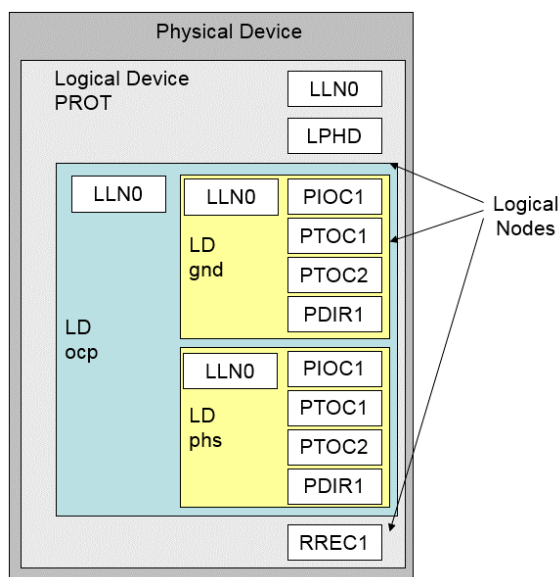 Physical Device
Logical Device
PROT
LLN0
LPHD
LLN0
LD
ocp
LLN0
LD
gnd
PIOC1
PTOC1
PTOC2
PDIR1
LLN0
LD
phs
PIOC1
PTOC1
PTOC2
PDIR1
RREC1
Logical
Nodes